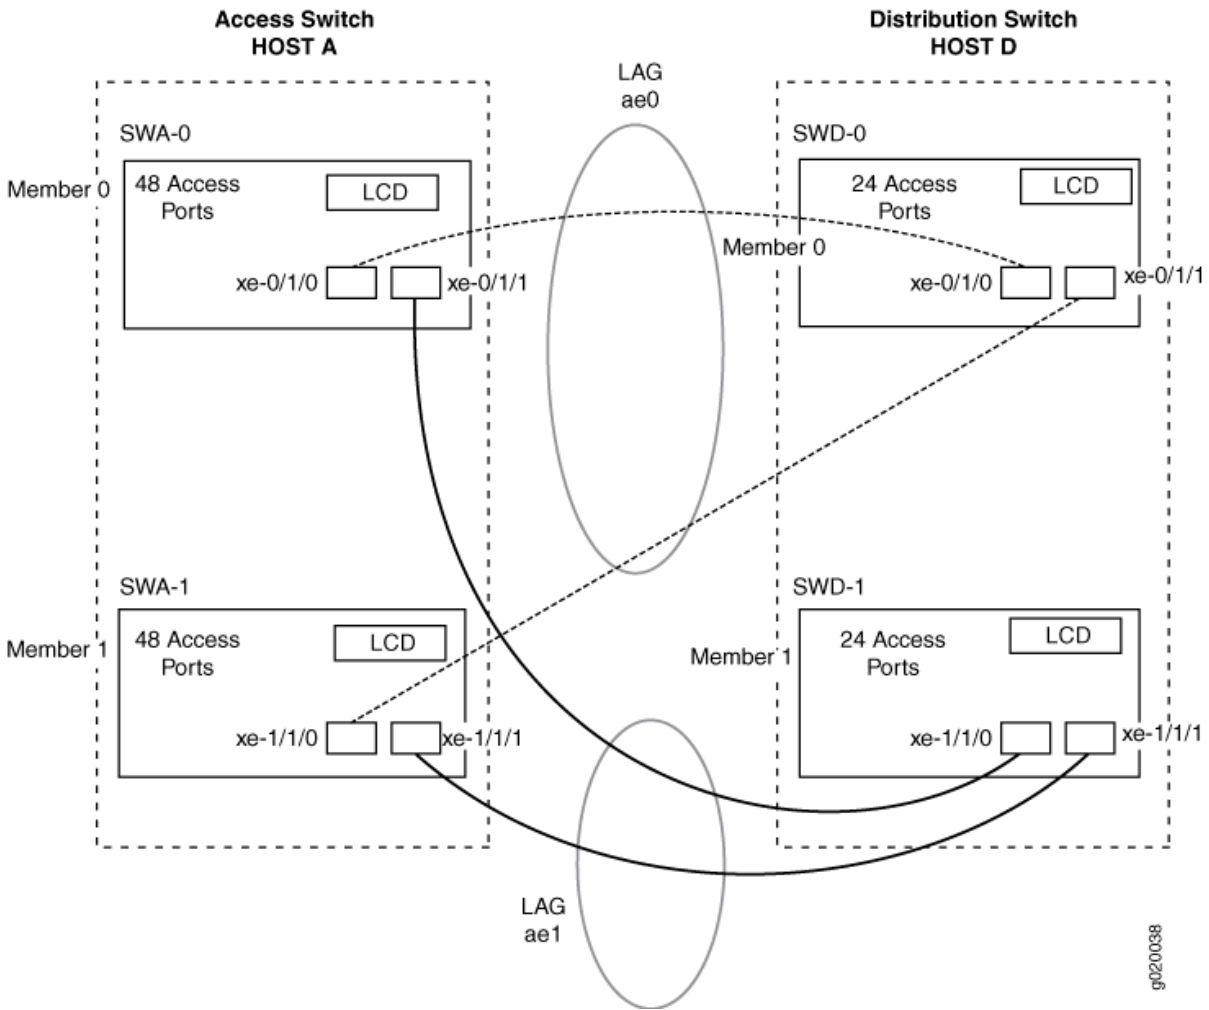 Access Switch
HOST A
Distribution Switch
HOST D
LAG
ae0
SWA-0
SWD-0
Member 0
48 Access
Ports
LCD
24 Access
Ports
LCD
Member 0
xe-0/1/0
xe-0/1/1
xe-0/1/0
xe-0/1/1
SWA-1
SWD-1
Member 1
48 Access
Ports
LCD
Member 1
24 Access
Ports
LCD
xe-1/1/0
xe-1/1/1
xe-1/1/0
xe-1/1/1
LAG
ae1
g020038